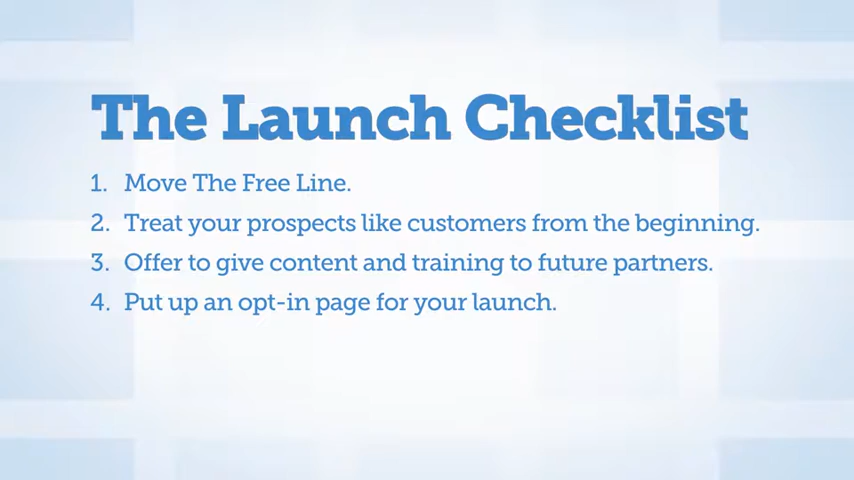 The Launch Checklist
1. Move The Free Line.
2. Treat your prospects like customers from the beginning.
3. Offer to give content and training to future partners.
4. Put up an opt-in page for your launch.